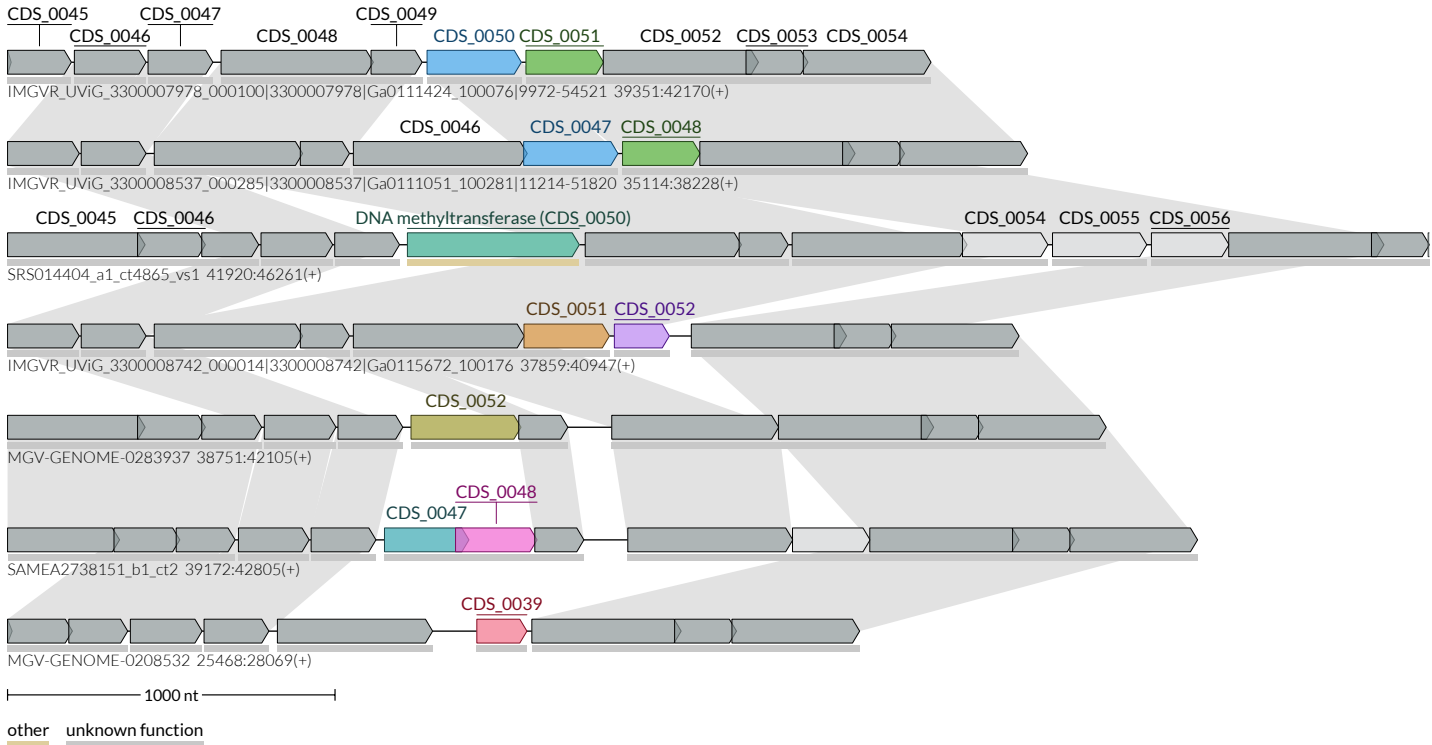 CDS_0045 CDS_0047 CDS_0049
CDS_0046 CDS_0048 CDS_0050 CDS_0051 CDS_0052 CDS_0053 CDS_0054
IMGVR_UViG_3300007978_000100|3300007978|Ga0111424_100076|9972-54521 39351:42170(+)
CDS_0046 CDS_0047 CDS_0048
IMGVR_UViG_3300008537_000285|3300008537|Ga0111051_100281|11214-51820 35114:38228(+)
CDS_0045 CDS_0046 DNA methyltransferase (CDS_0050) CDS_0054 CDS_0055 CDS_0056
SRS014404_a1_ct4865_vs1 41920:46261(+)
CDS_0051 CDS_0052
IMGVR_UViG_3300008742_000014|3300008742|Ga0115672_100176 37859:40947(+)
CDS_0052
MGV-GENOME-0283937 38751:42105(+)
CDS_0048
CDS_0047
SAMEA2738151_b1_ct2 39172:42805(+)
CDS_0039
MGV-GENOME-0208532 25468:28069(+)
1000 nt
other unknown function